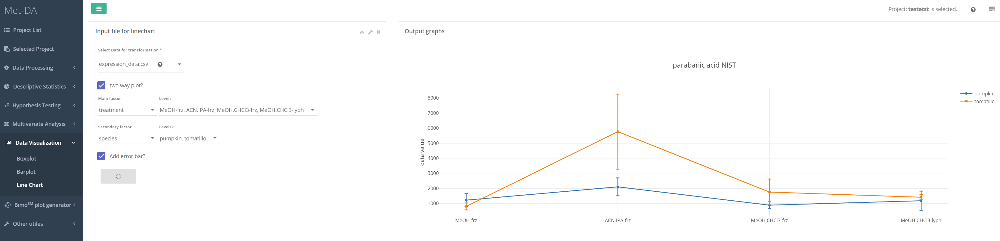 Met-DA
Project List
Selected Project
Data Processing
Descriptive Statistics
x² Hypothesis Testing
Multivariate Analysis
Data Visualization
Boxplot
Barplot
Line Chart
Bimo℠ plot generator
Other utiles
Project: testetst is selected.
Input file for linechart
Select Data for transformation *
expression_data.csv
two way plot?
Main factor Levels
treatment MeOH-frz, ACN.IPA-frz, MeOH.CHCl3-frz, MeOH.CHCl3-lyph
Secondary factor Levels2
species pumpkin, tomatillo
Add error bar?
Output graphs
parabanic acid NIST
pumpkin
tomatillo
data value
8000
7000
6000
5000
4000
3000
2000
1000
MeOH-frz ACN.IPA-frz MeOH.CHCl3-frz MeOH.CHCl3-lyph